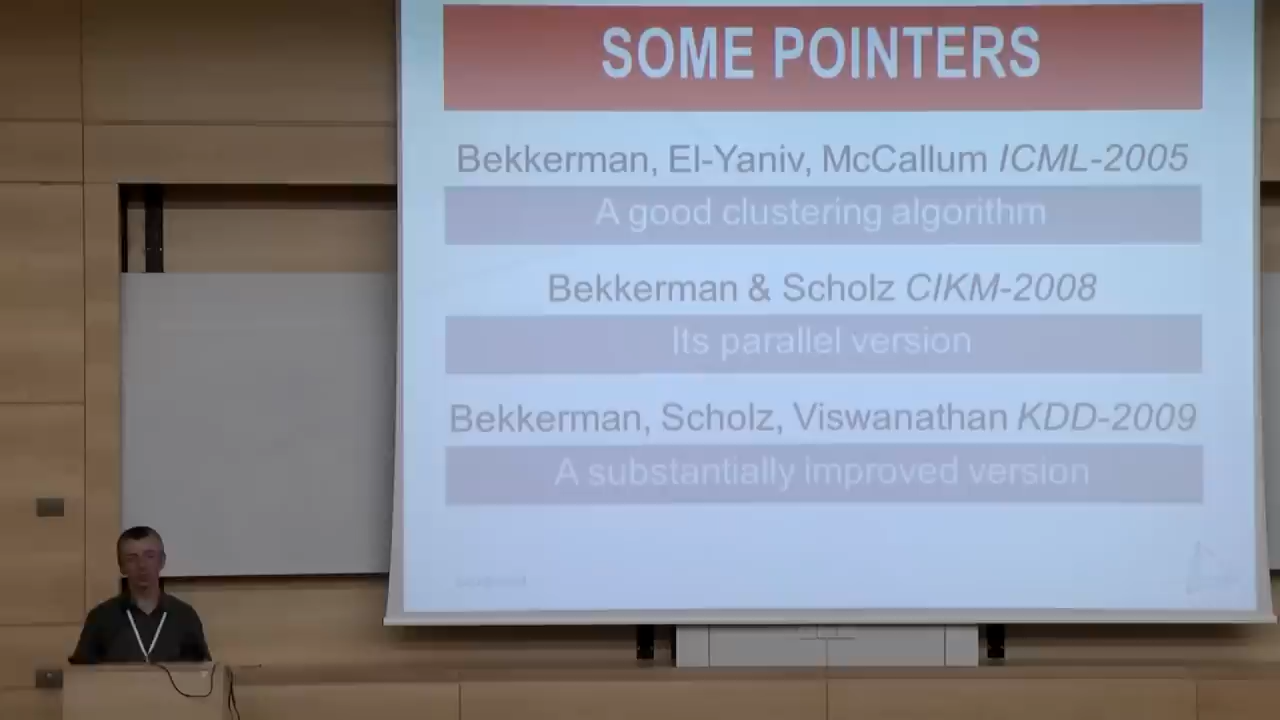 SOME POINTERS
Bekkerman, El-Yaniv, McCallum ICML-2005
A good clustering algorithm
Bekkerman & Scholz CIKM-2008
Its parallel version
Bekkerman, Scholz, Viswanathan KDD-2009
A substantially improved version